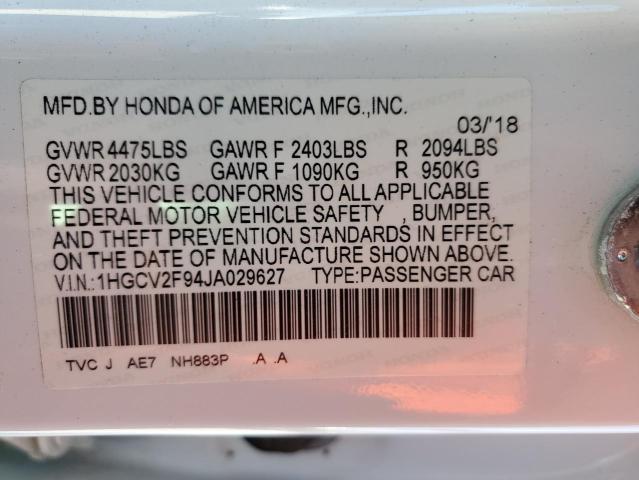 MFD.BY HONDA OF AMERICA MFG.,INC.
03/'18
GVWR 4475LBS GAWR F 2403LBS R 2094LBS
GVWR 2030KG GAWR F 1090KG R 950KG
THIS VEHICLE CONFORMS TO ALL APPLICABLE
FEDERAL MOTOR VEHICLE SAFETY , BUMPER,
AND THEFT PREVENTION STANDARDS IN EFFECT
ON THE DATE OF MANUFACTURE SHOWN ABOVE.
V.I.N.:1HGCV2F94JA029627 TYPE:PASSENGER CAR
TVC J AE7 NH883P .A .A